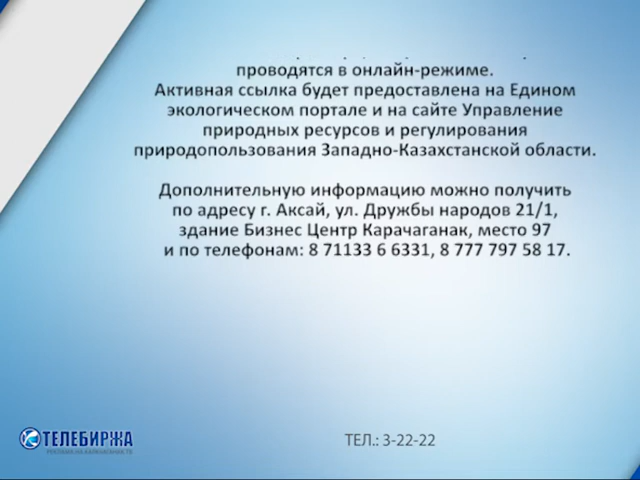 проводятся в онлайн-режиме.
Активная ссылка будет предоставлена на Едином
экологическом портале и на сайте Управление
природных ресурсов и регулирования
природопользования Западно-Казахстанской области.
Дополнительную информацию можно получить
по адресу г. Аксай, ул. Дружбы народов 21/1,
здание Бизнес Центр Карачаганак, место 97
и по телефонам: 8 71133 6 6331, 8 777 797 58 17.
ТЕЛЕБИРЖА
ТЕЛ.: 3-22-22